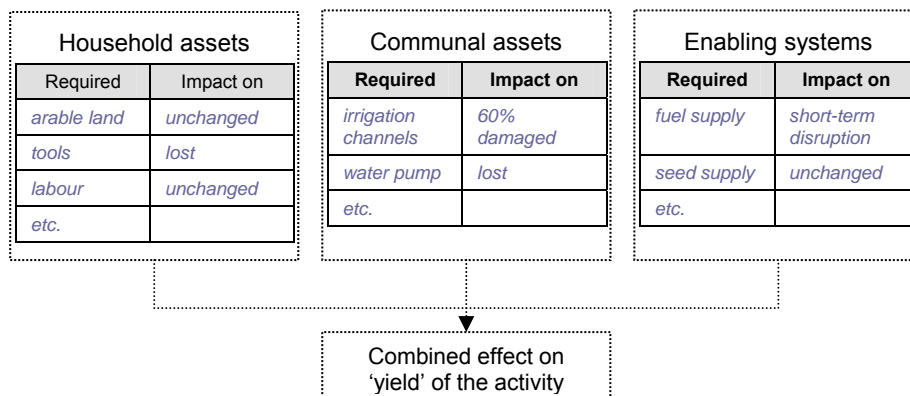 Household assets
Required Impact on
arable land unchanged
tools lost
labour unchanged
etc.
Communal assets
Required Impact on
irrigation 60%
channels damaged
water pump lost
etc.
Enabling systems
Required Impact on
fuel supply short-term
disruption
seed supply unchanged
etc.
Combined effect on
‘yield’ of the activity